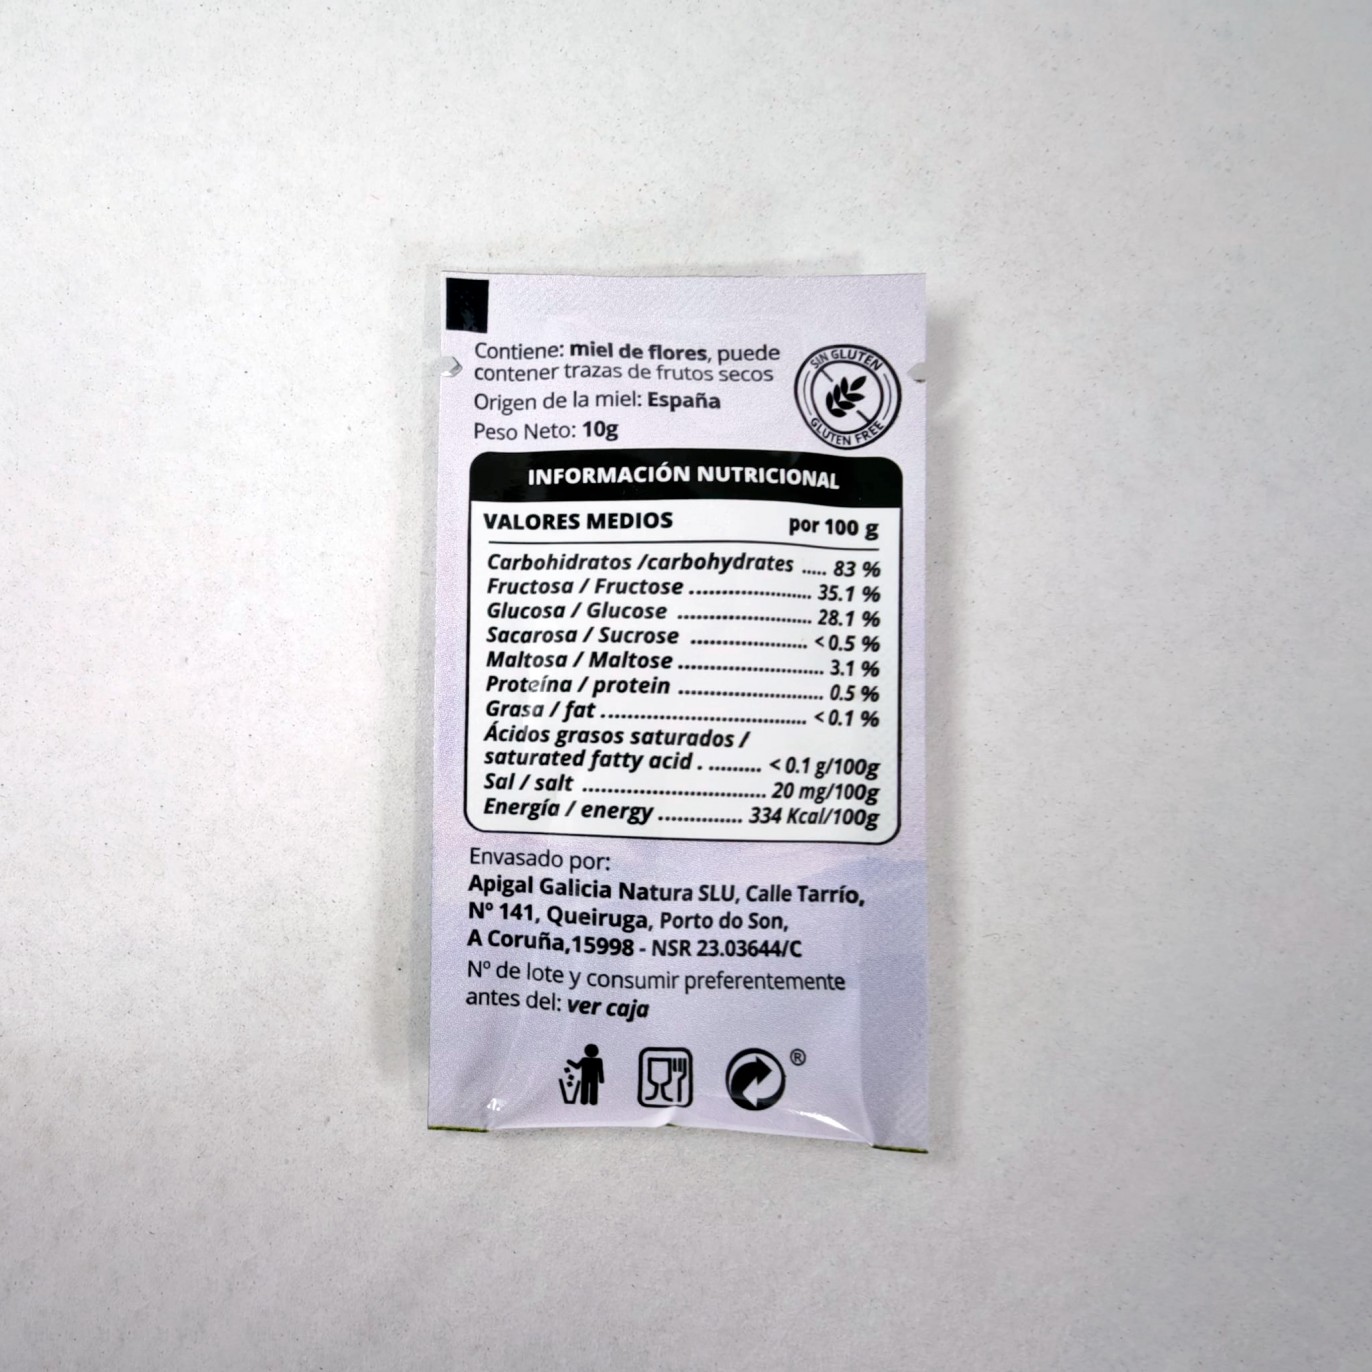 Contiene: miel de flores, puede
contener trazas de frutos secos
Origen de la miel: España
Peso Neto: 10g
SIN GLUTEN
GLUTEN FREE
INFORMACIÓN NUTRICIONAL
VALORES MEDIOS por 100 g
Carbohidratos /carbohydrates ..... 83 %
Fructosa / Fructose ...................... 35.1 %
Glucosa / Glucose ........................ 28.1 %
Sacarosa / Sucrose ..................... < 0.5 %
Maltosa / Maltose .......................... 3.1 %
Proteína / protein .......................... 0.5 %
Grasa / fat ..................................... < 0.1 %
Ácidos grasos saturados /
saturated fatty acid . ......... < 0.1 g/100g
Sal / salt ................................. 20 mg/100g
Energía / energy .............. 334 Kcal/100g
Envasado por:
Apigal Galicia Natura SLU, Calle Tarrío,
Nº 141, Queiruga, Porto do Son,
A Coruña,15998 - NSR 23.03644/C
Nº de lote y consumir preferentemente
antes del: ver caja
®